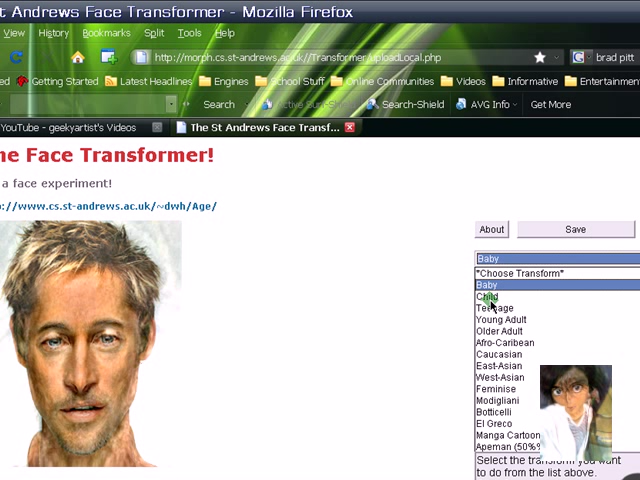 t Andrews Face Transformer - Mozilla Firefox
View History Bookmarks Split Tools Help
http://morph.cs.st-andrews.ac.uk//Transformer/uploadLocal.php
brad pitt
ed Getting Started Latest Headlines Engines School Stuff Online Communities Videos Informative Entertainment
Search Search-Shield AVG Info Get More
YouTube - geekyartist's Videos The St Andrews Face Transf...
he Face Transformer!
a face experiment!
://www.cs.st-andrews.ac.uk/~dwh/Age/
About Save
Baby
"Choose Transform"
Baby
Child
Teenage
Young Adult
Older Adult
Afro-Caribean
Caucasian
East-Asian
West-Asian
Feminise
Modigliani
Botticelli
El Greco
Manga Cartoon
Apeman (50%
Select the transform you want
to do from the list above.